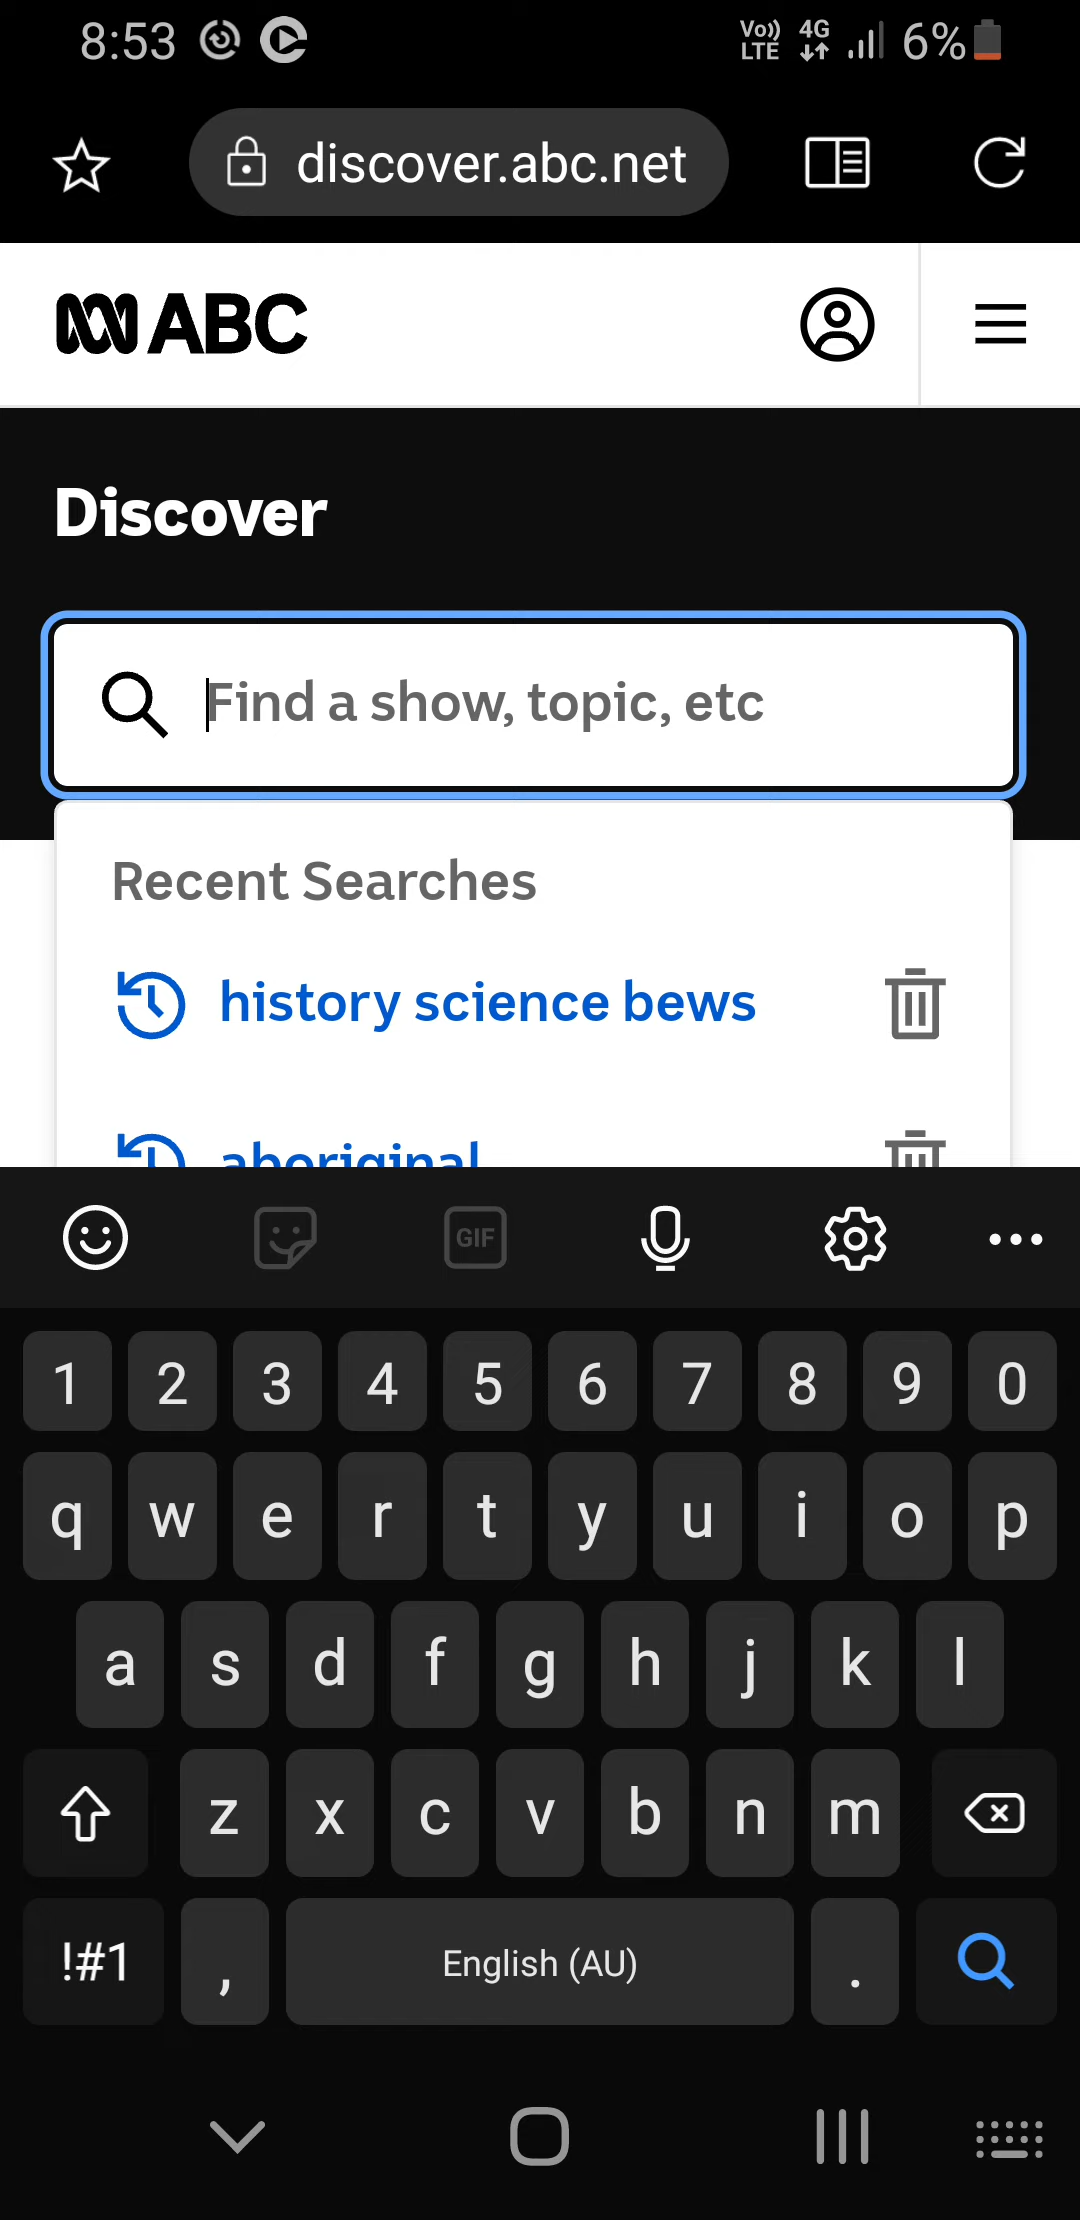 8:53 Vo)) LTE 4G 6%
discover.abc.net
ABC
Discover
Find a show, topic, etc
Recent Searches
history science bews
aboriginal
GIF
1 2 3 4 5 6 7 8 9 0
q w e r t y u i o p
a s d f g h j k l
z x c v b n m
!#1 , English (AU) .